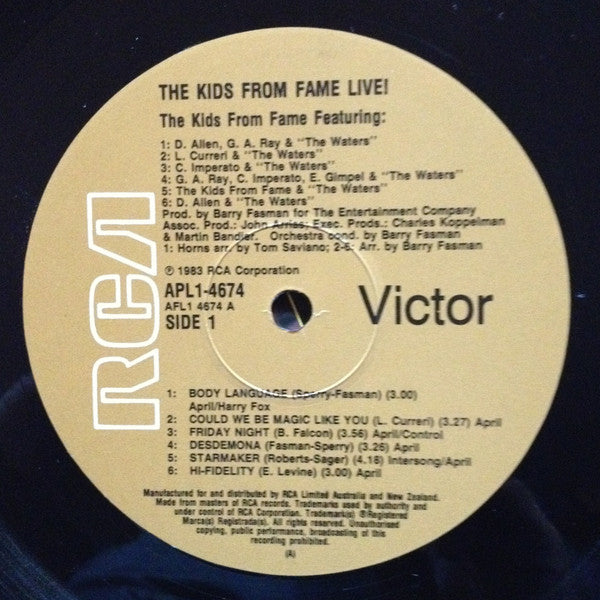 THE KIDS FROM FAME LIVE!
The Kids From Fame Featuring:
1: D. Allen, G. A. Ray & "The Waters"
2: L. Curreri & "The Waters"
3: C. Imperato & "The Waters"
4: G. A. Ray, C. Imperato, E. Gimpel & "The Waters"
5: The Kids From Fame & "The Waters"
6: D. Allen & "The Waters"
Prod. by Barry Fasman for The Entertainment Company
Assoc. Prod.: John Arrias; Exec. Prods.: Charles Koppelman
& Martin Bandier. Orchestra cond. by Barry Fasman
1: Horns arr. by Tom Saviano; 2-6: Arr. by Barry Fasman
℗ 1983 RCA Corporation
RCA
APL1-4674
AFL1 4674 A
SIDE 1
Victor
1: BODY LANGUAGE (Sperry-Fasman) (3.00)
April/Harry Fox
2: COULD WE BE MAGIC LIKE YOU (L. Curreri) (3.27) April
3: FRIDAY NIGHT (B. Falcon) (3.56) April/Control
4: DESDEMONA (Fasman-Sperry) (3.26) April
5: STARMAKER (Roberts-Sager) (4.18) Intersong/April
6: HI-FIDELITY (E. Levine) (3.00) April
Manufactured for and distributed by RCA Limited Australia and New Zealand.
Made from masters of RCA records. Trademarks used by authority and
under control of RCA Corporation. Trademark(s) ®Registered
Marca(s) Registrada(s). All rights reserved. Unauthorised
copying, public performance, broadcasting of this
recording prohibited.
(A)